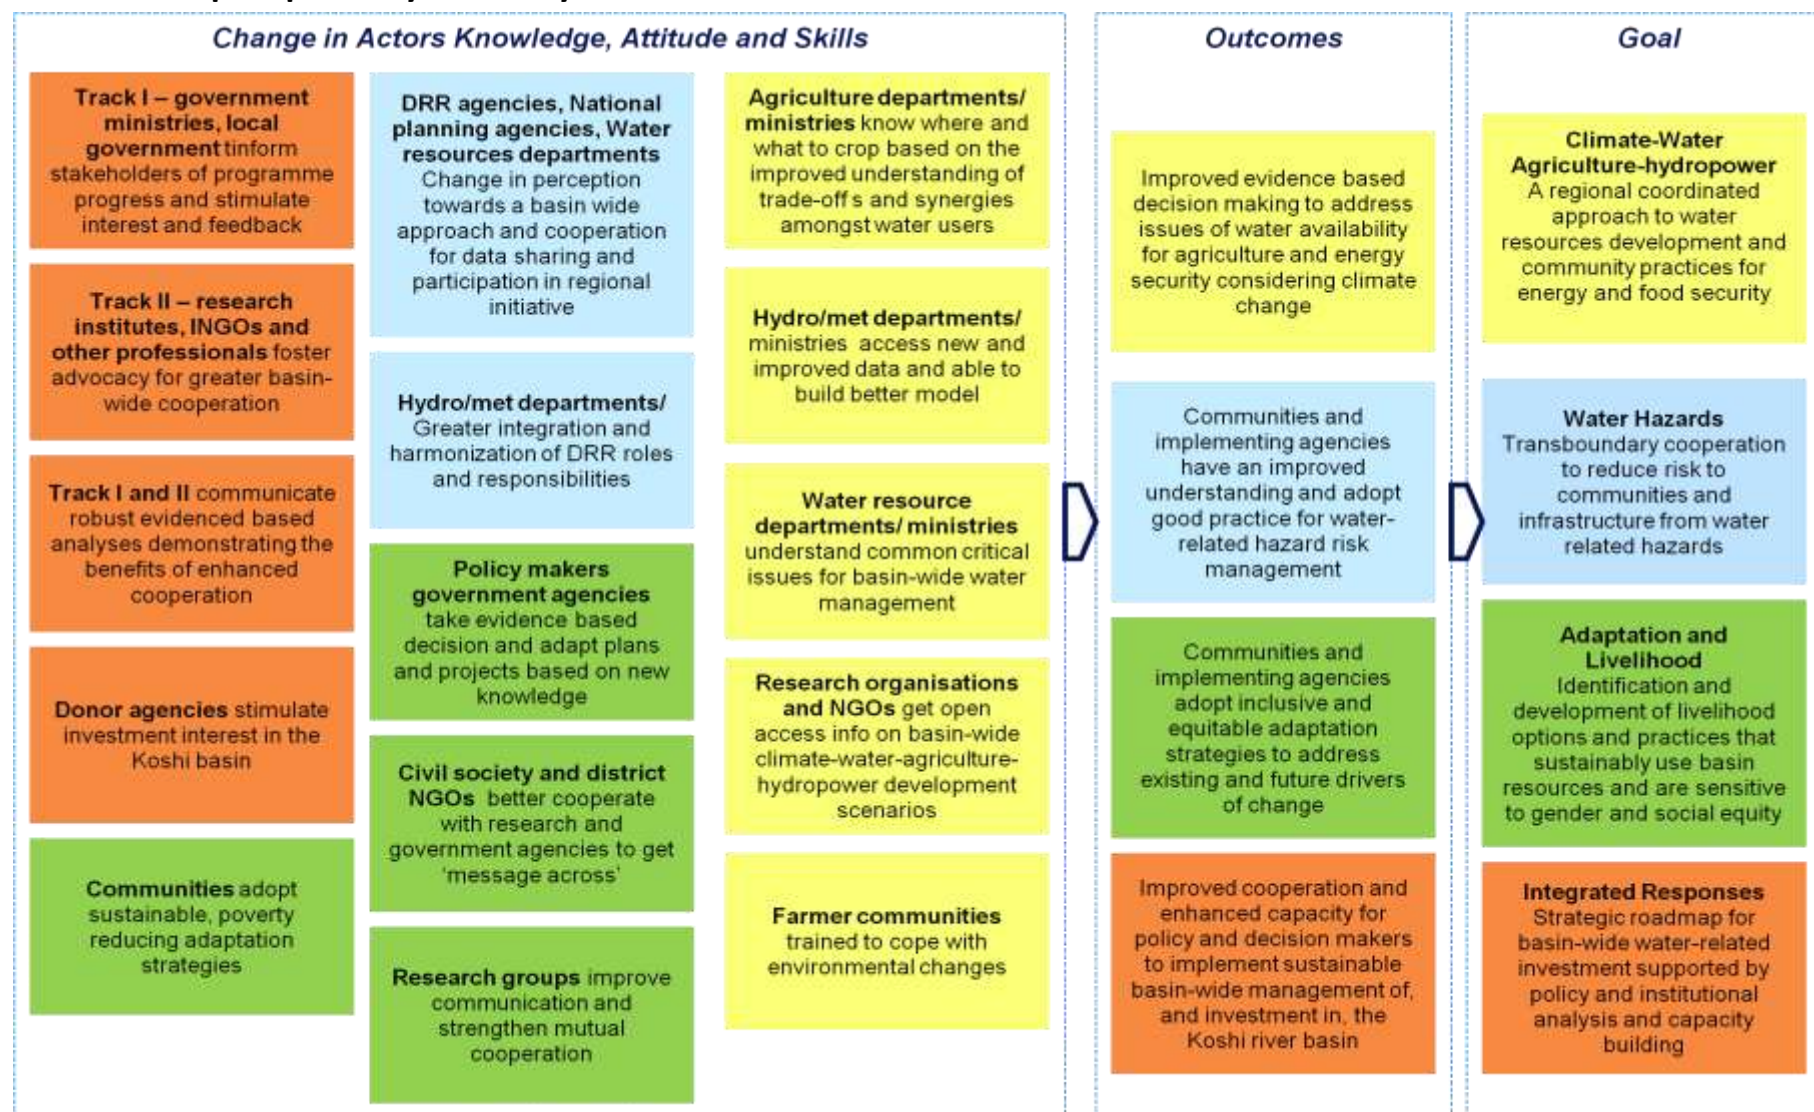 Change in Actors Knowledge, Attitude and Skills
Track I – government
ministries, local
government tinform
stakeholders of programme
progress and stimulate
interest and feedback
Track II – research
institutes, INGOs and
other professionals foster
advocacy for greater basin-
wide cooperation
Track I and II communicate
robust evidenced based
analyses demonstrating the
benefits of enhanced
cooperation
Donor agencies stimulate
investment interest in the
Koshi basin
Communities adopt
sustainable, poverty
reducing adaptation
strategies
DRR agencies, National
planning agencies, Water
resources departments
Change in perception
towards a basin wide
approach and cooperation
for data sharing and
participation in regional
initiative
Hydro/met departments/
Greater integration and
harmonization of DRR roles
and responsibilities
Policy makers
government agencies
take evidence based
decision and adapt plans
and projects based on new
knowledge
Civil society and district
NGOs better cooperate
with research and
government agencies to get
‘message across’
Research groups improve
communication and
strengthen mutual
cooperation
Agriculture departments/
ministries know where and
what to crop based on the
improved understanding of
trade-off s and synergies
amongst water users
Hydro/met departments/
ministries access new and
improved data and able to
build better model
Water resource
departments/ ministries
understand common critical
issues for basin-wide water
management
Research organisations
and NGOs get open
access info on basin-wide
climate-water-agriculture-
hydropower development
scenarios
Farmer communities
trained to cope with
environmental changes
Outcomes
Improved evidence based
decision making to address
issues of water availability
for agriculture and energy
security considering climate
change
Communities and
implementing agencies
have an improved
understanding and adopt
good practice for water-
related hazard risk
management
Communities and
implementing agencies
adopt inclusive and
equitable adaptation
strategies to address
existing and future drivers
of change
Improved cooperation and
enhanced capacity for
policy and decision makers
to implement sustainable
basin-wide management of,
and investment in, the
Koshi river basin
Goal
Climate-Water
Agriculture-hydropower
A regional coordinated
approach to water
resources development and
community practices for
energy and food security
Water Hazards
Transboundary cooperation
to reduce risk to
communities and
infrastructure from water
related hazards
Adaptation and
Livelihood
Identification and
development of livelihood
options and practices that
sustainably use basin
resources and are sensitive
to gender and social equity
Integrated Responses
Strategic roadmap for
basin-wide water-related
investment supported by
policy and institutional
analysis and capacity
building